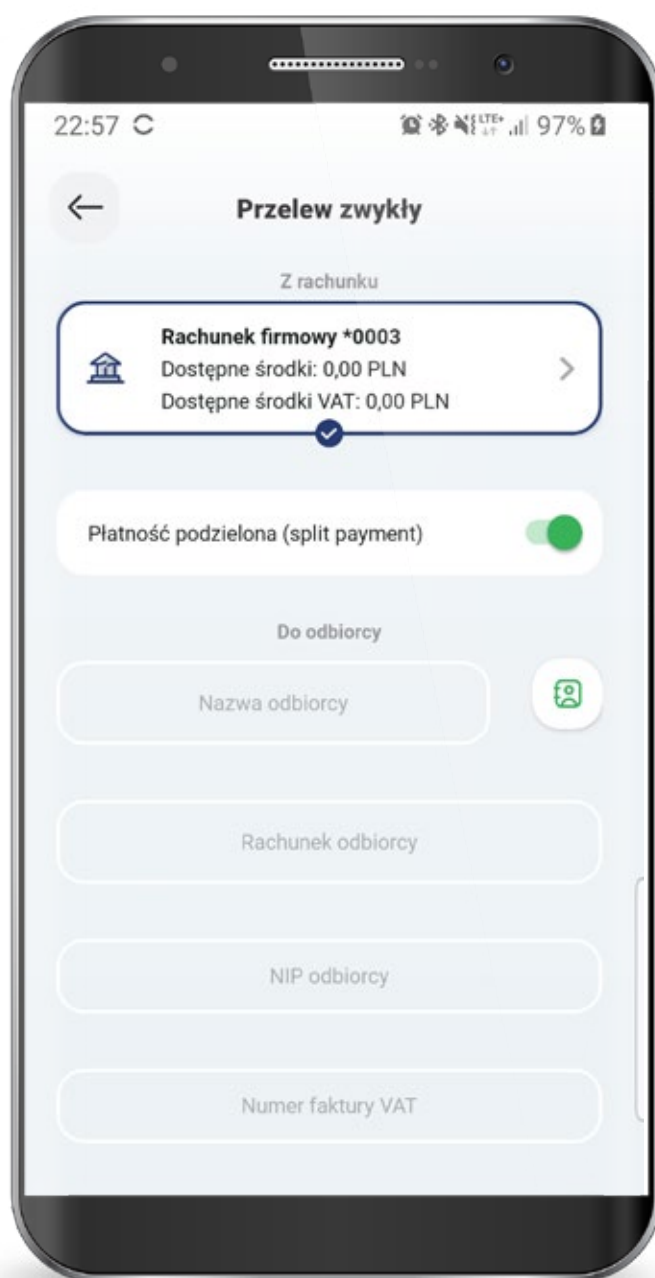 22:57
LTE+ 97%
Przelew zwykły
Z rachunku
Rachunek firmowy *0003
Dostępne środki: 0,00 PLN
Dostępne środki VAT: 0,00 PLN
Płatność podzielona (split payment)
Do odbiorcy
Nazwa odbiorcy
Rachunek odbiorcy
NIP odbiorcy
Numer faktury VAT